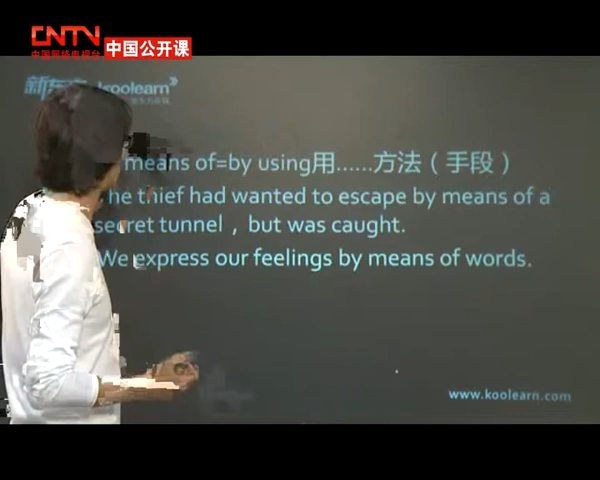 CNTN
中国网络电视台 中国公开课
新东方 koolearn
means of=by using用……方法（手段）
he thief had wanted to escape by means of a
secret tunnel，but was caught.
We express our feelings by means of words.
www.koolearn.com